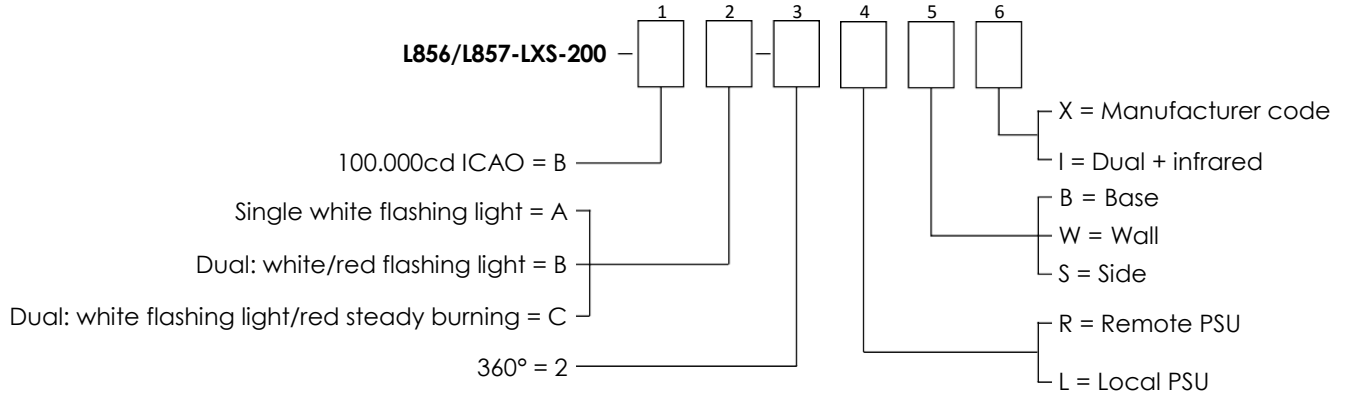 1 2 3 4 5 6
L856/L857-LXS-200 - -
X = Manufacturer code
100.000cd ICAO = B
I = Dual + infrared
B = Base
Single white flashing light = A
W = Wall
Dual: white/red flashing light = B
S = Side
Dual: white flashing light/red steady burning = C
R = Remote PSU
360° = 2
L = Local PSU